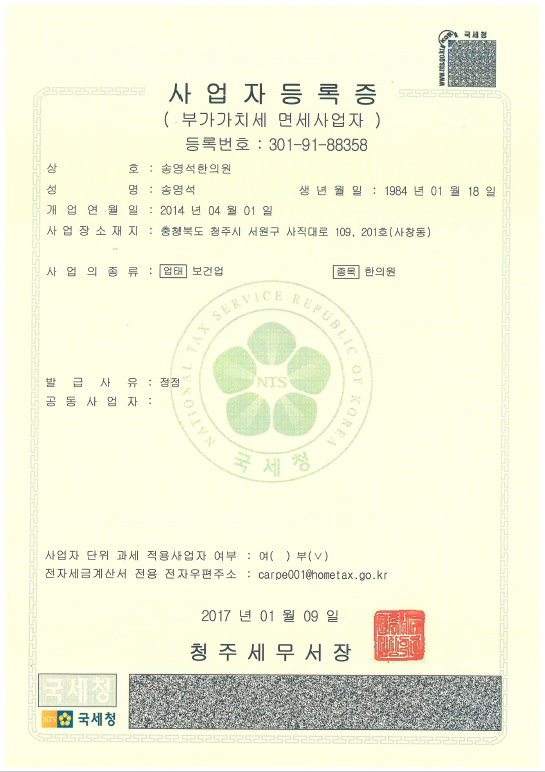 국세청
www.nts.go.kr
사업자등록증
( 부가가치세 면세사업자 )
등록번호 : 301-91-88358
상 호 : 송영석한의원
성 명 : 송영석 생 년 월 일 : 1984 년 01 월 18 일
개 업 연 월 일 : 2014 년 04 월 01 일
사 업 장 소 재 지 : 충청북도 청주시 서원구 사직대로 109, 201호(사창동)
사 업 의 종 류 : 업태 보건업 종목 한의원
NATIONAL TAX SERVICE REPUBLIC OF KOREA
NTS
국세청
발 급 사 유 : 정정
공 동 사 업 자 :
사업자 단위 과세 적용사업자 여부 : 여( ) 부(∨)
전자세금계산서 전용 전자우편주소 : carpe001@hometax.go.kr
2017 년 01 월 09 일
청주세무서장
국세청
NTS 국세청